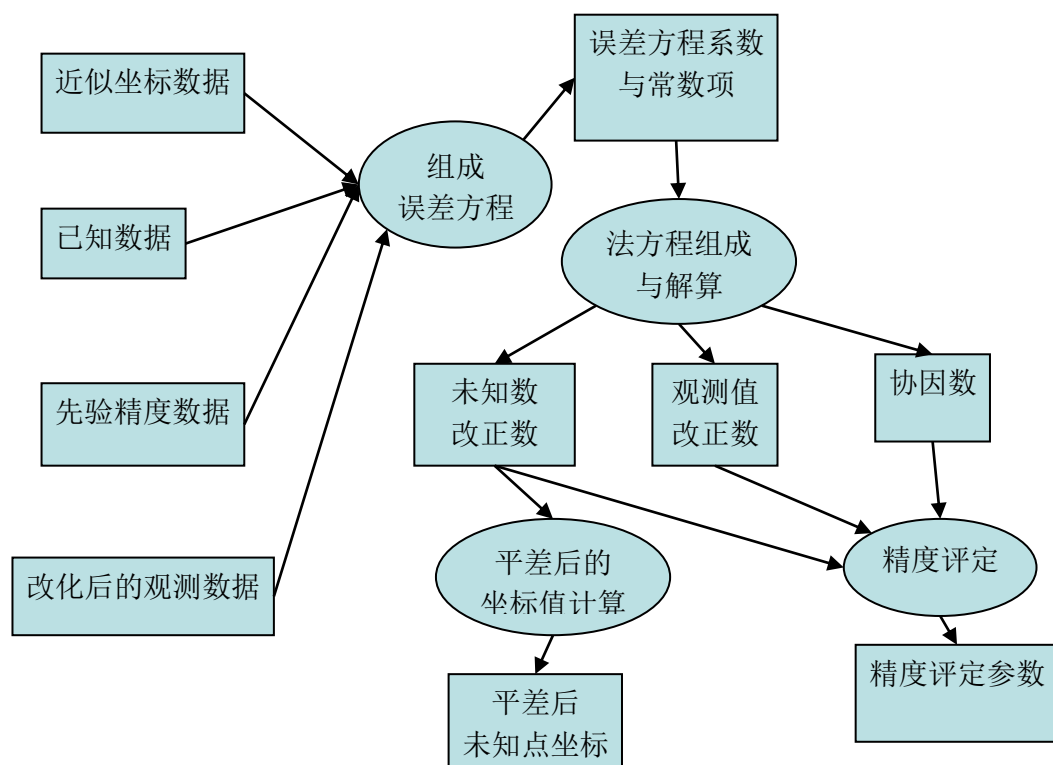 误差方程系数
与常数项
近似坐标数据
组成
误差方程
已知数据
法方程组成
与解算
先验精度数据
未知数
改正数
观测值
改正数
协因数
改化后的观测数据
平差后的
坐标值计算
精度评定
平差后
未知点坐标
精度评定参数